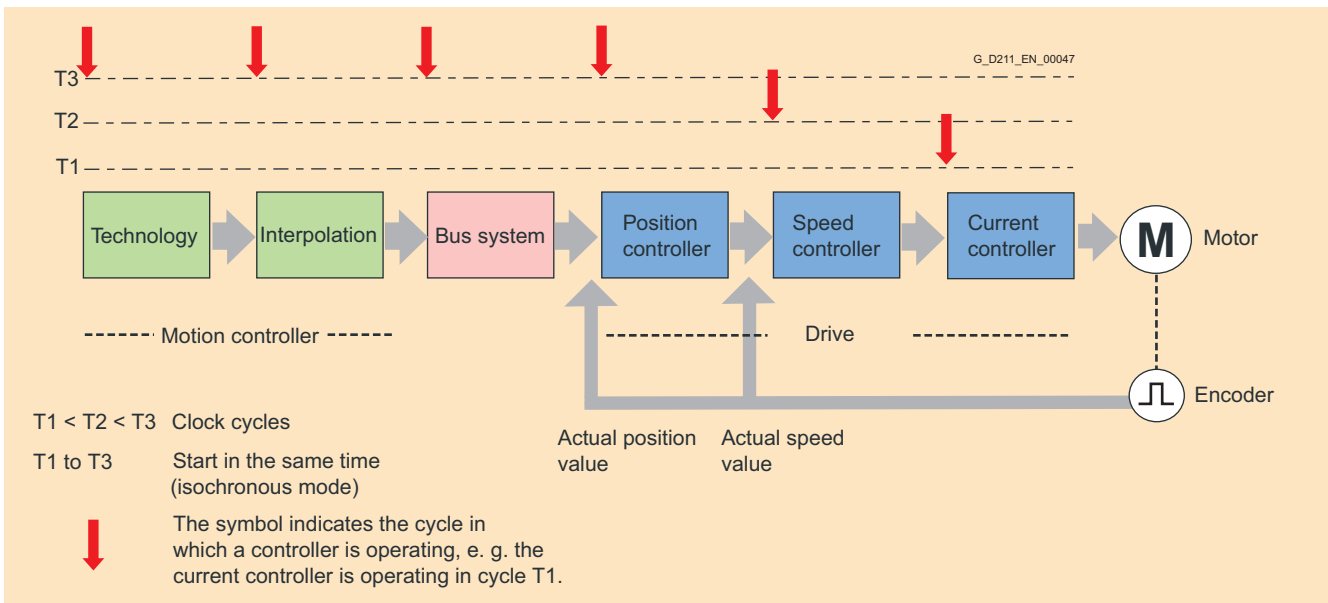 G_D211_EN_00047
T3
T2
T1
Technology
Interpolation
Bus system
Position
controller
Speed
controller
Current
controller
M
Motor
Motion controller
Drive
Encoder
Actual position
value
Actual speed
value
T1 < T2 < T3 Clock cycles
T1 to T3 Start in the same time
(isochronous mode)
The symbol indicates the cycle in
which a controller is operating, e. g. the
current controller is operating in cycle T1.